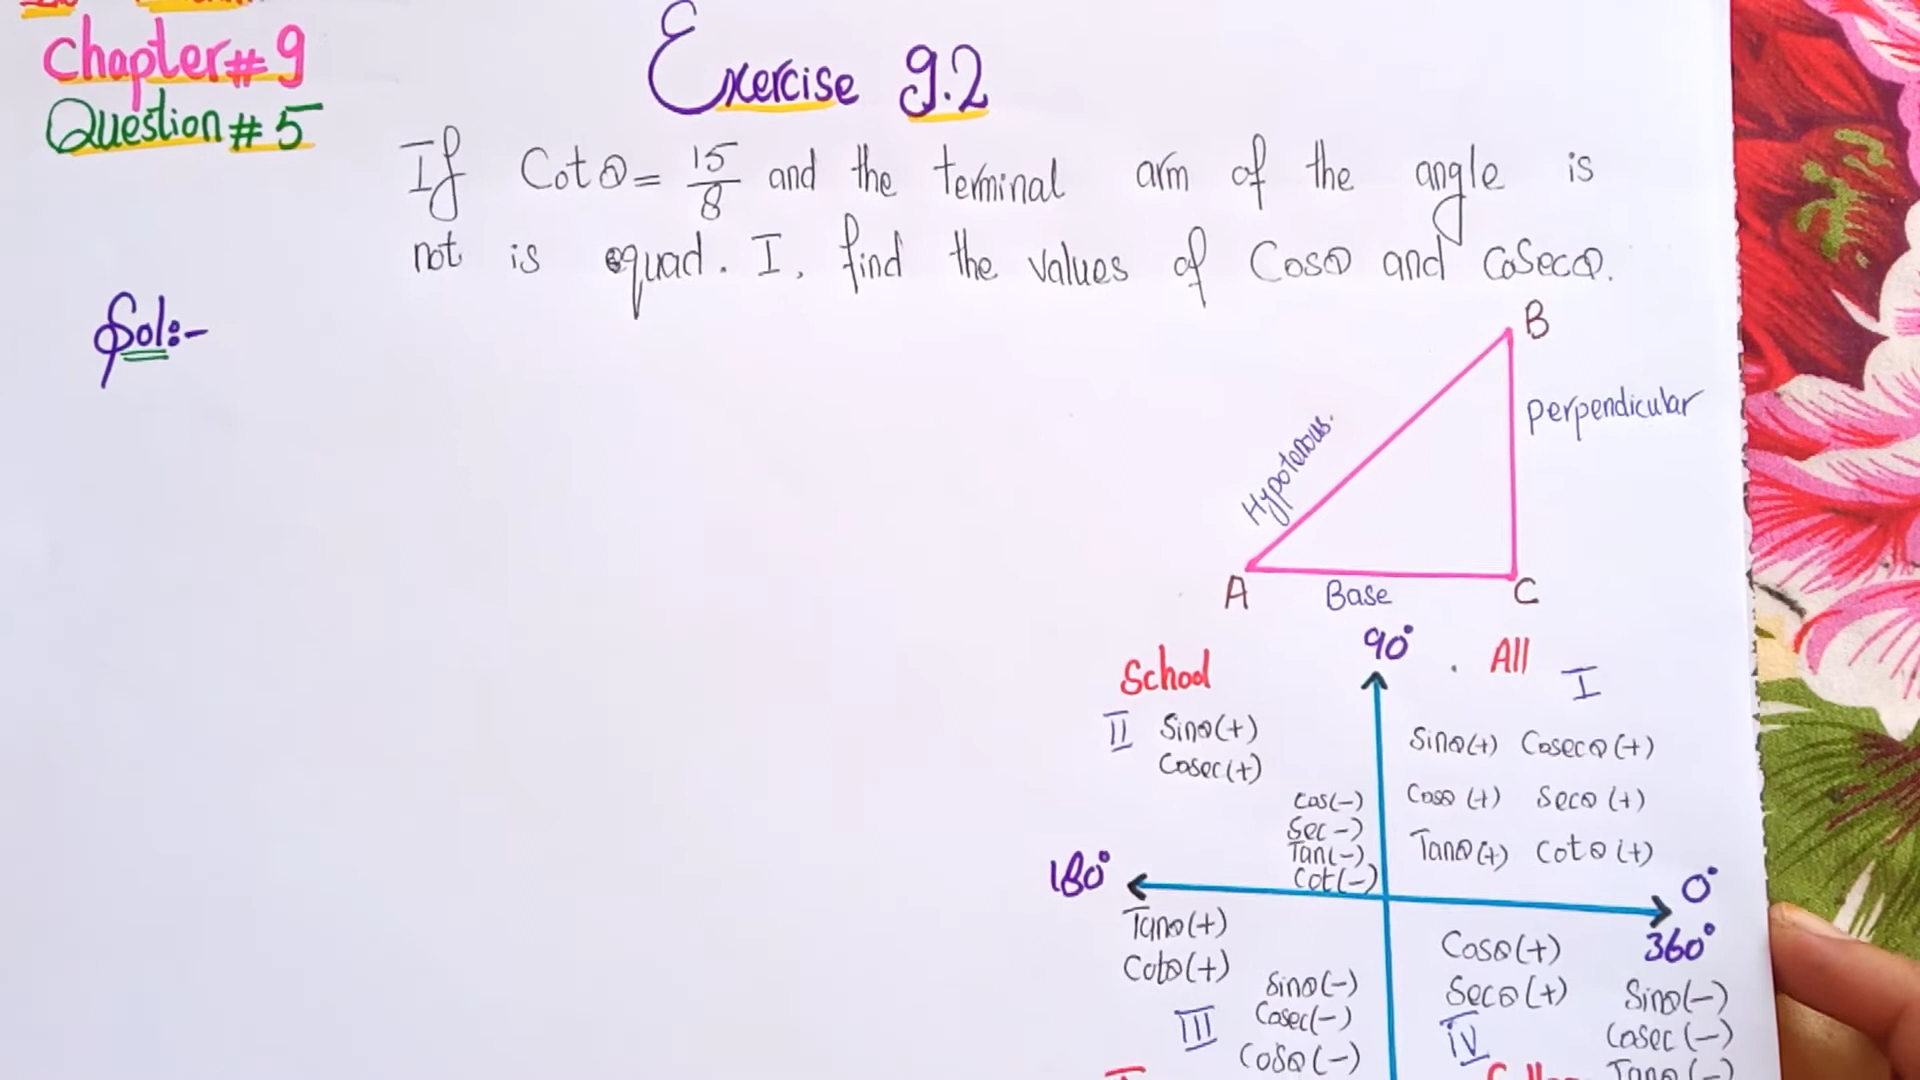 Chapter# 9
Exercise 9.2
Question# 5
If Cotθ= 15/8 and the terminal arm of the angle is
not is quad. I, find the values of Cosθ and Cosecθ.
Sol:-
B
Perpendicular
Hypotenous.
A Base C
90°
School
All
I
II Sinθ(+)
Cosec(+)
Sinθ(+) Cosecθ(+)
Cos(-)
Sec-)
Tan(-)
Cot(-)
Cosθ (+) Secθ (+)
Tanθ(+) Cotθ (+)
180°
0°
360°
Tanθ(+)
Cotθ(+)
Sinθ(-)
Cosec(-)
Cosθ(-)
III
Cosθ(+)
Secθ(+)
IV
Sinθ(-)
Cosec(-)
Tanθ(-)